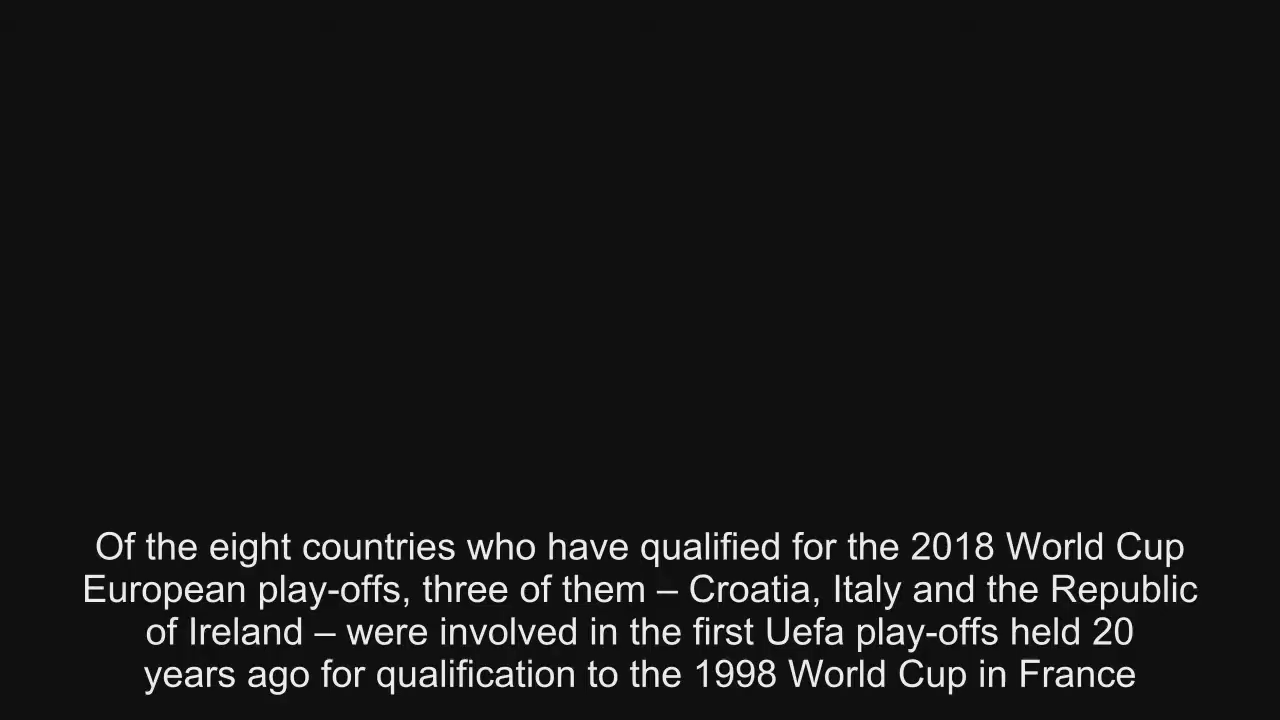 Of the eight countries who have qualified for the 2018 World Cup
European play-offs, three of them – Croatia, Italy and the Republic
of Ireland – were involved in the first Uefa play-offs held 20
years ago for qualification to the 1998 World Cup in France